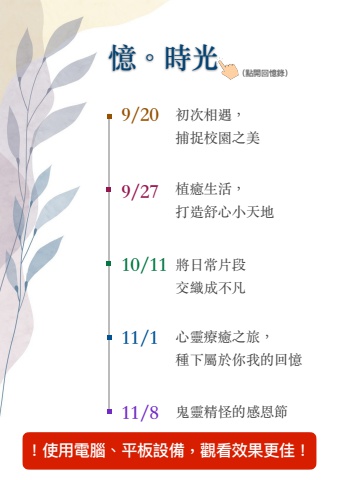 憶。時光
（點開回憶錄）
9/20 初次相遇，
捕捉校園之美
9/27 植癒生活，
打造舒心小天地
10/11 將日常片段
交織成不凡
11/1 心靈療癒之旅，
種下屬於你我的回憶
11/8 鬼靈精怪的感恩節
！使用電腦、平板設備，觀看效果更佳！